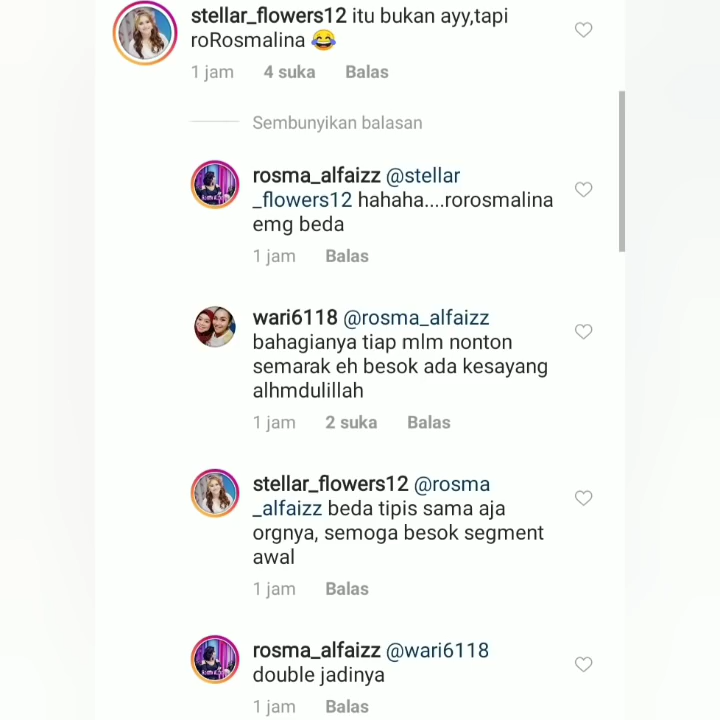 stellar_flowers12 itu bukan ayy,tapi
roRosmalina 😂
1 jam 4 suka Balas
Sembunyikan balasan
rosma_alfaizz @stellar
_flowers12 hahaha....rorosmalina
emg beda
1 jam Balas
wari6118 @rosma_alfaizz
bahagianya tiap mlm nonton
semarak eh besok ada kesayang
alhmdulillah
1 jam 2 suka Balas
stellar_flowers12 @rosma
_alfaizz beda tipis sama aja
orgnya, semoga besok segment
awal
1 jam Balas
rosma_alfaizz @wari6118
double jadinya
1 jam Balas